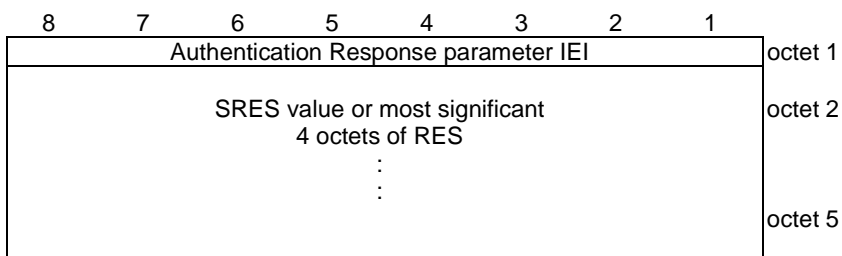 8 7 6 5 4 3 2 1
Authentication Response parameter IEI octet 1
SRES value or most significant octet 2
4 octets of RES
:
:
octet 5